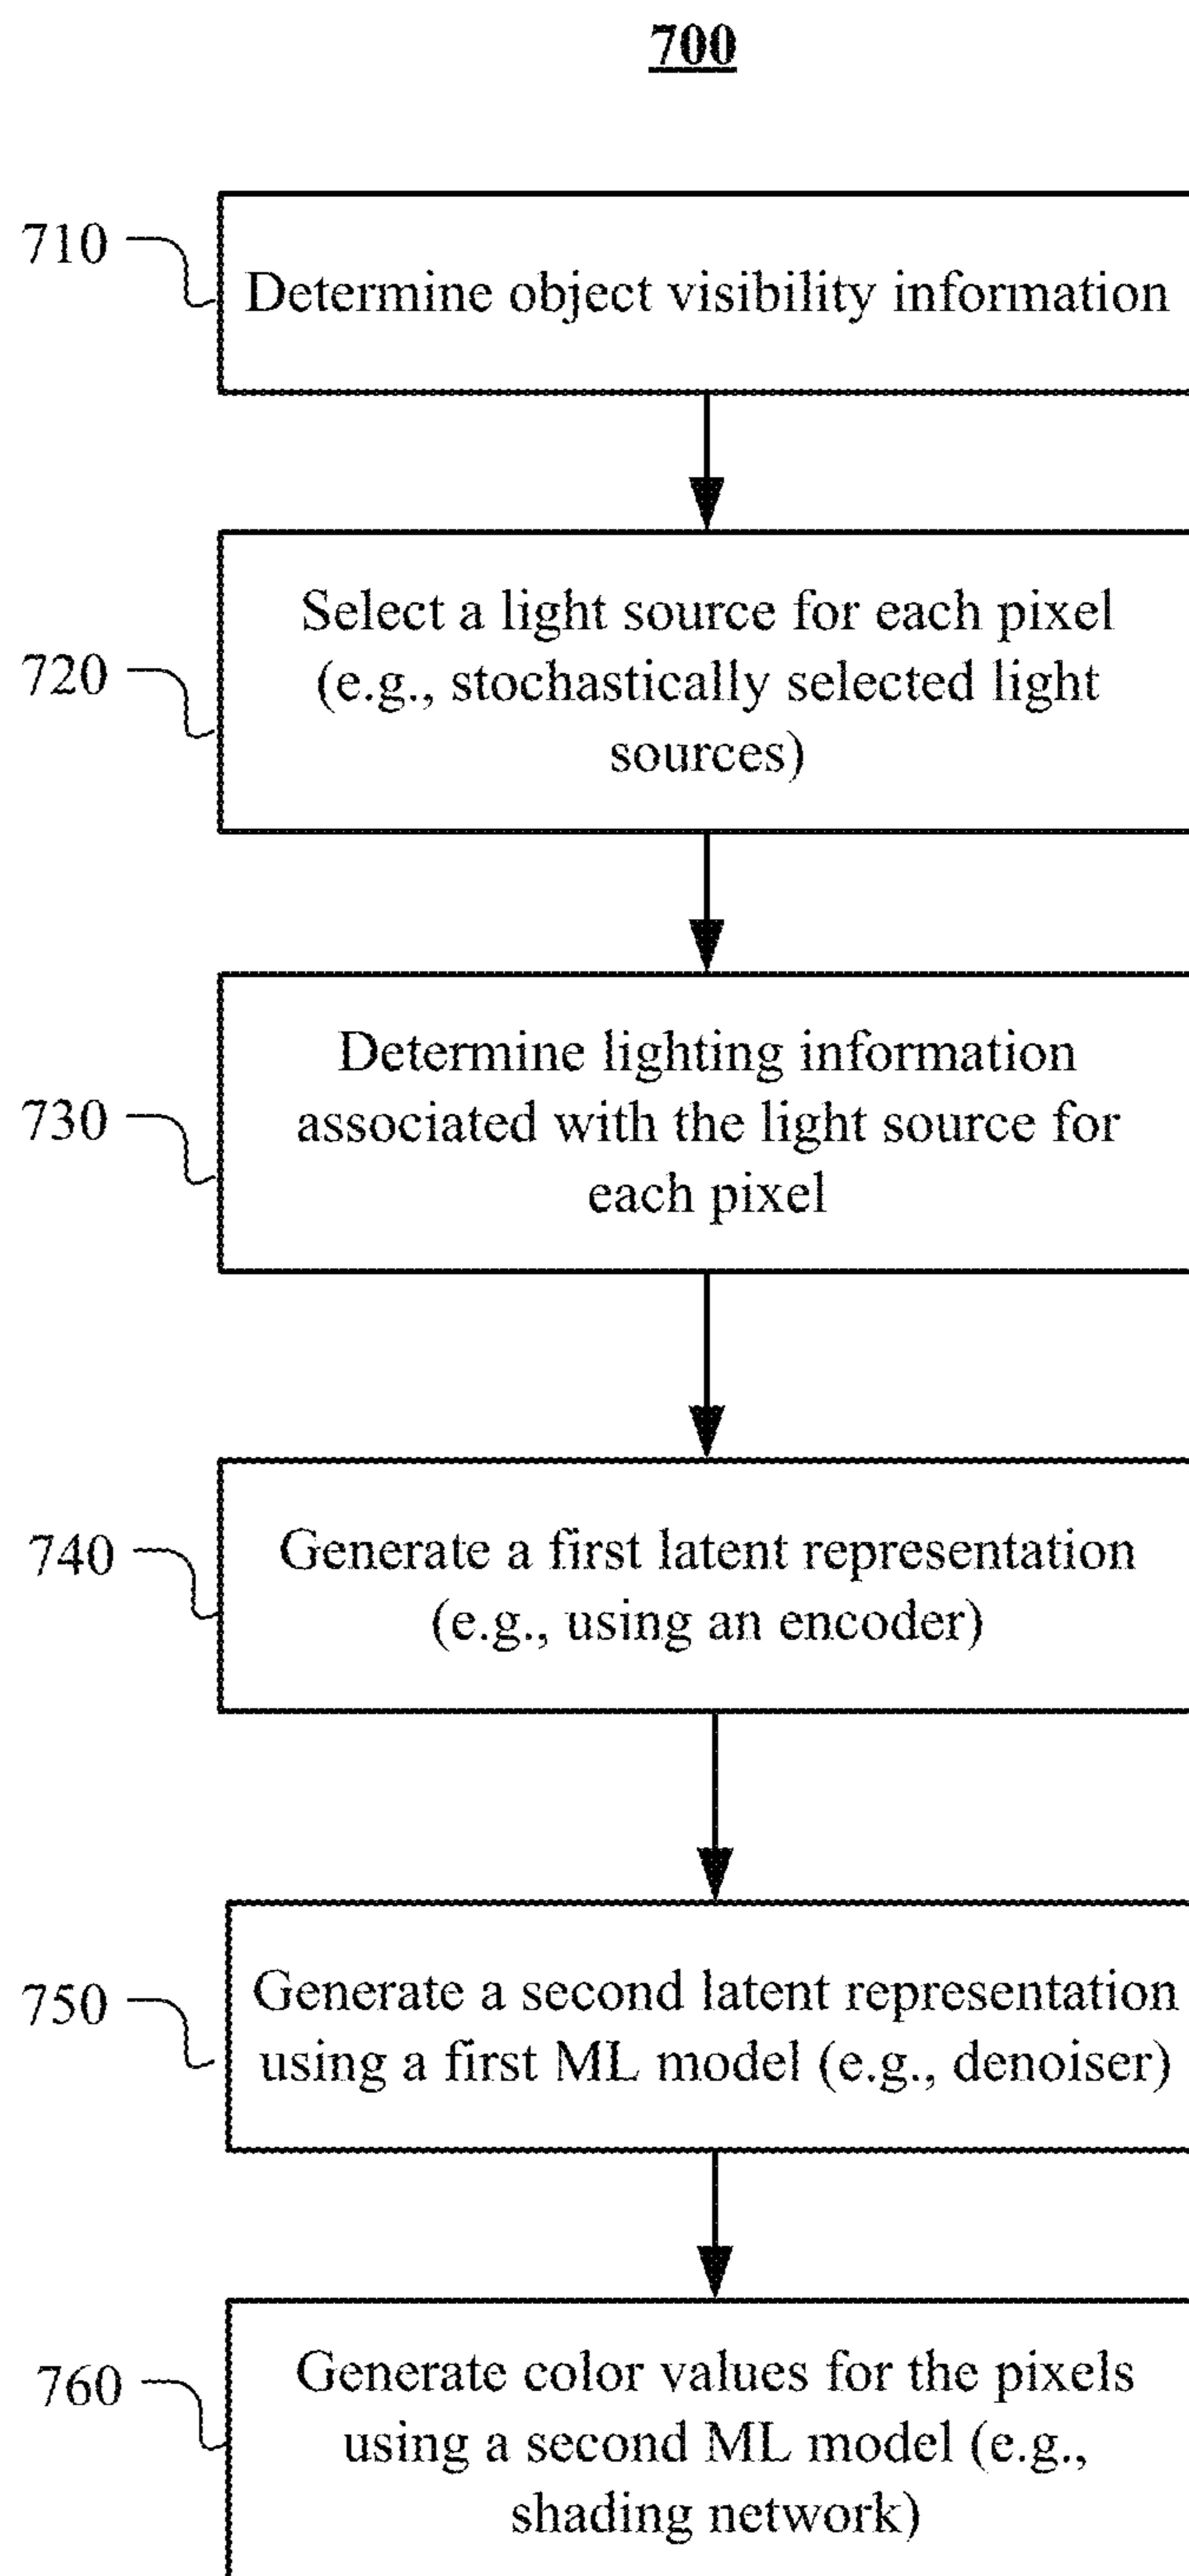 700
710
Determine object visibility information
720
Select a light source for each pixel
(e.g., stochastically selected light
sources)
730
Determine lighting information
associated with the light source for
each pixel
740
Generate a first latent representation
(e.g., using an encoder)
750
Generate a second latent representation
using a first ML model (e.g., denoiser)
760
Generate color values for the pixels
using a second ML model (e.g.,
shading network)